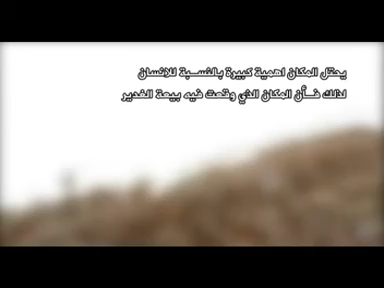 يحتل المكان اهمية كبيرة بالنسبة للانسان
لذلك فأن المكان الذي وقعت فيه بيعة الغدير